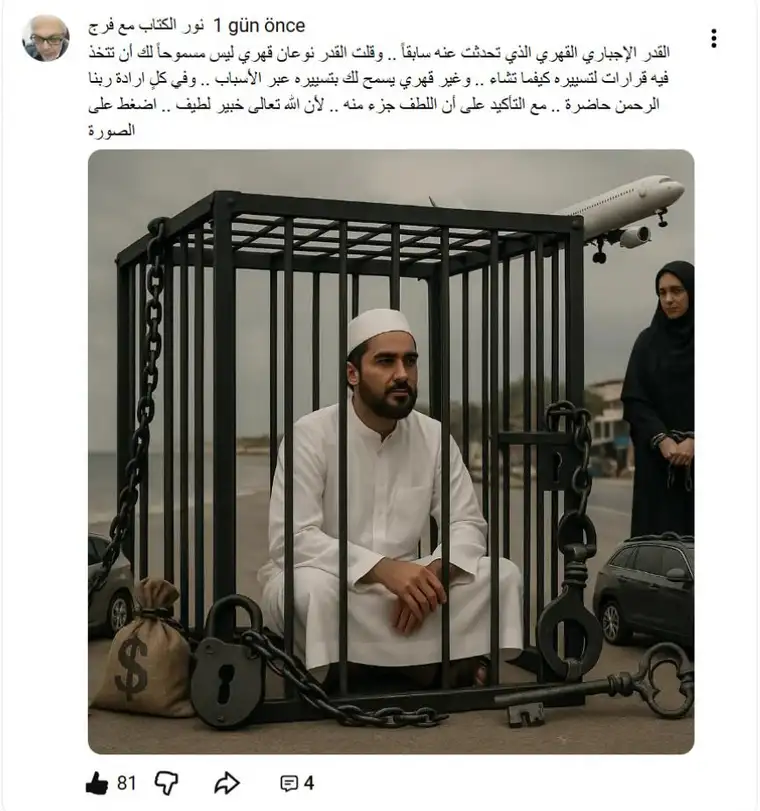 نور الكتاب مع فرج 1 gün önce
القدر الإجباري القهري الذي تحدثت عنه سابقاً .. وقلت القدر نوعان قهري ليس مسموحاً لك أن تتخذ
فيه قرارات لتسييره كيفما تشاء .. وغير قهري يسمح لك بتسييره عبر الأسباب .. وفي كلٍ ارادة ربنا
الرحمن حاضرة .. مع التأكيد على أن اللطف جزء منه .. لأن الله تعالى خبير لطيف .. اضغط على
الصورة
$
81
4